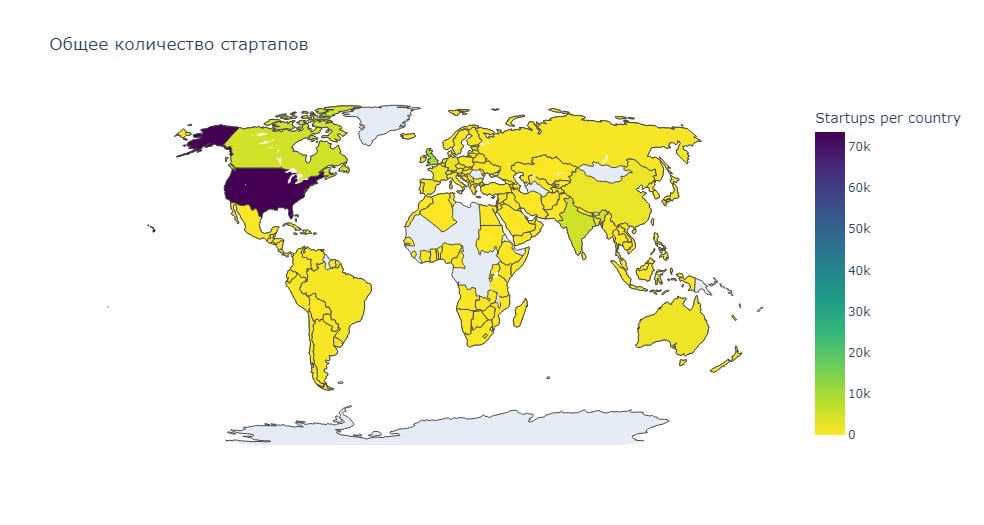 Общее количество стартапов
Startups per country
70k
60k
50k
40k
30k
20k
10k
0